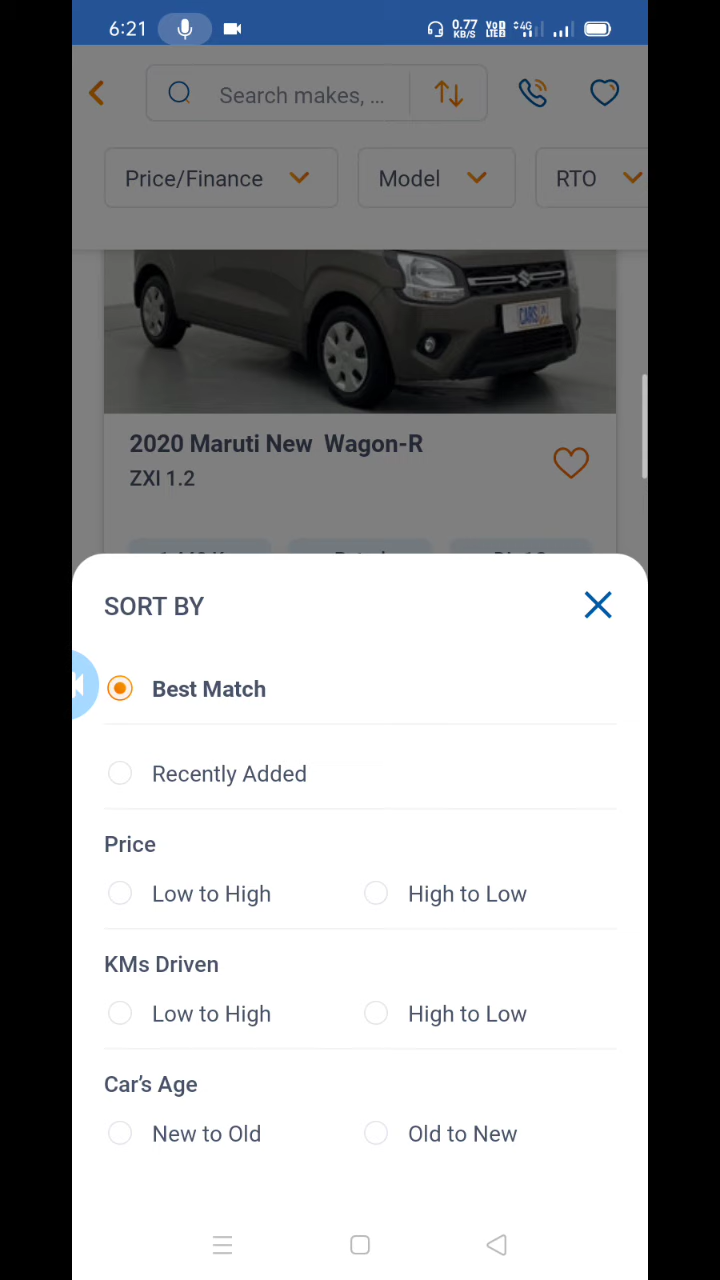 6:21
0.77 KB/S
4G
Search makes, ...
Price/Finance
Model
RTO
CARS
2020 Maruti New Wagon-R
ZXI 1.2
SORT BY
Best Match
Recently Added
Price
Low to High
High to Low
KMs Driven
Low to High
High to Low
Car’s Age
New to Old
Old to New